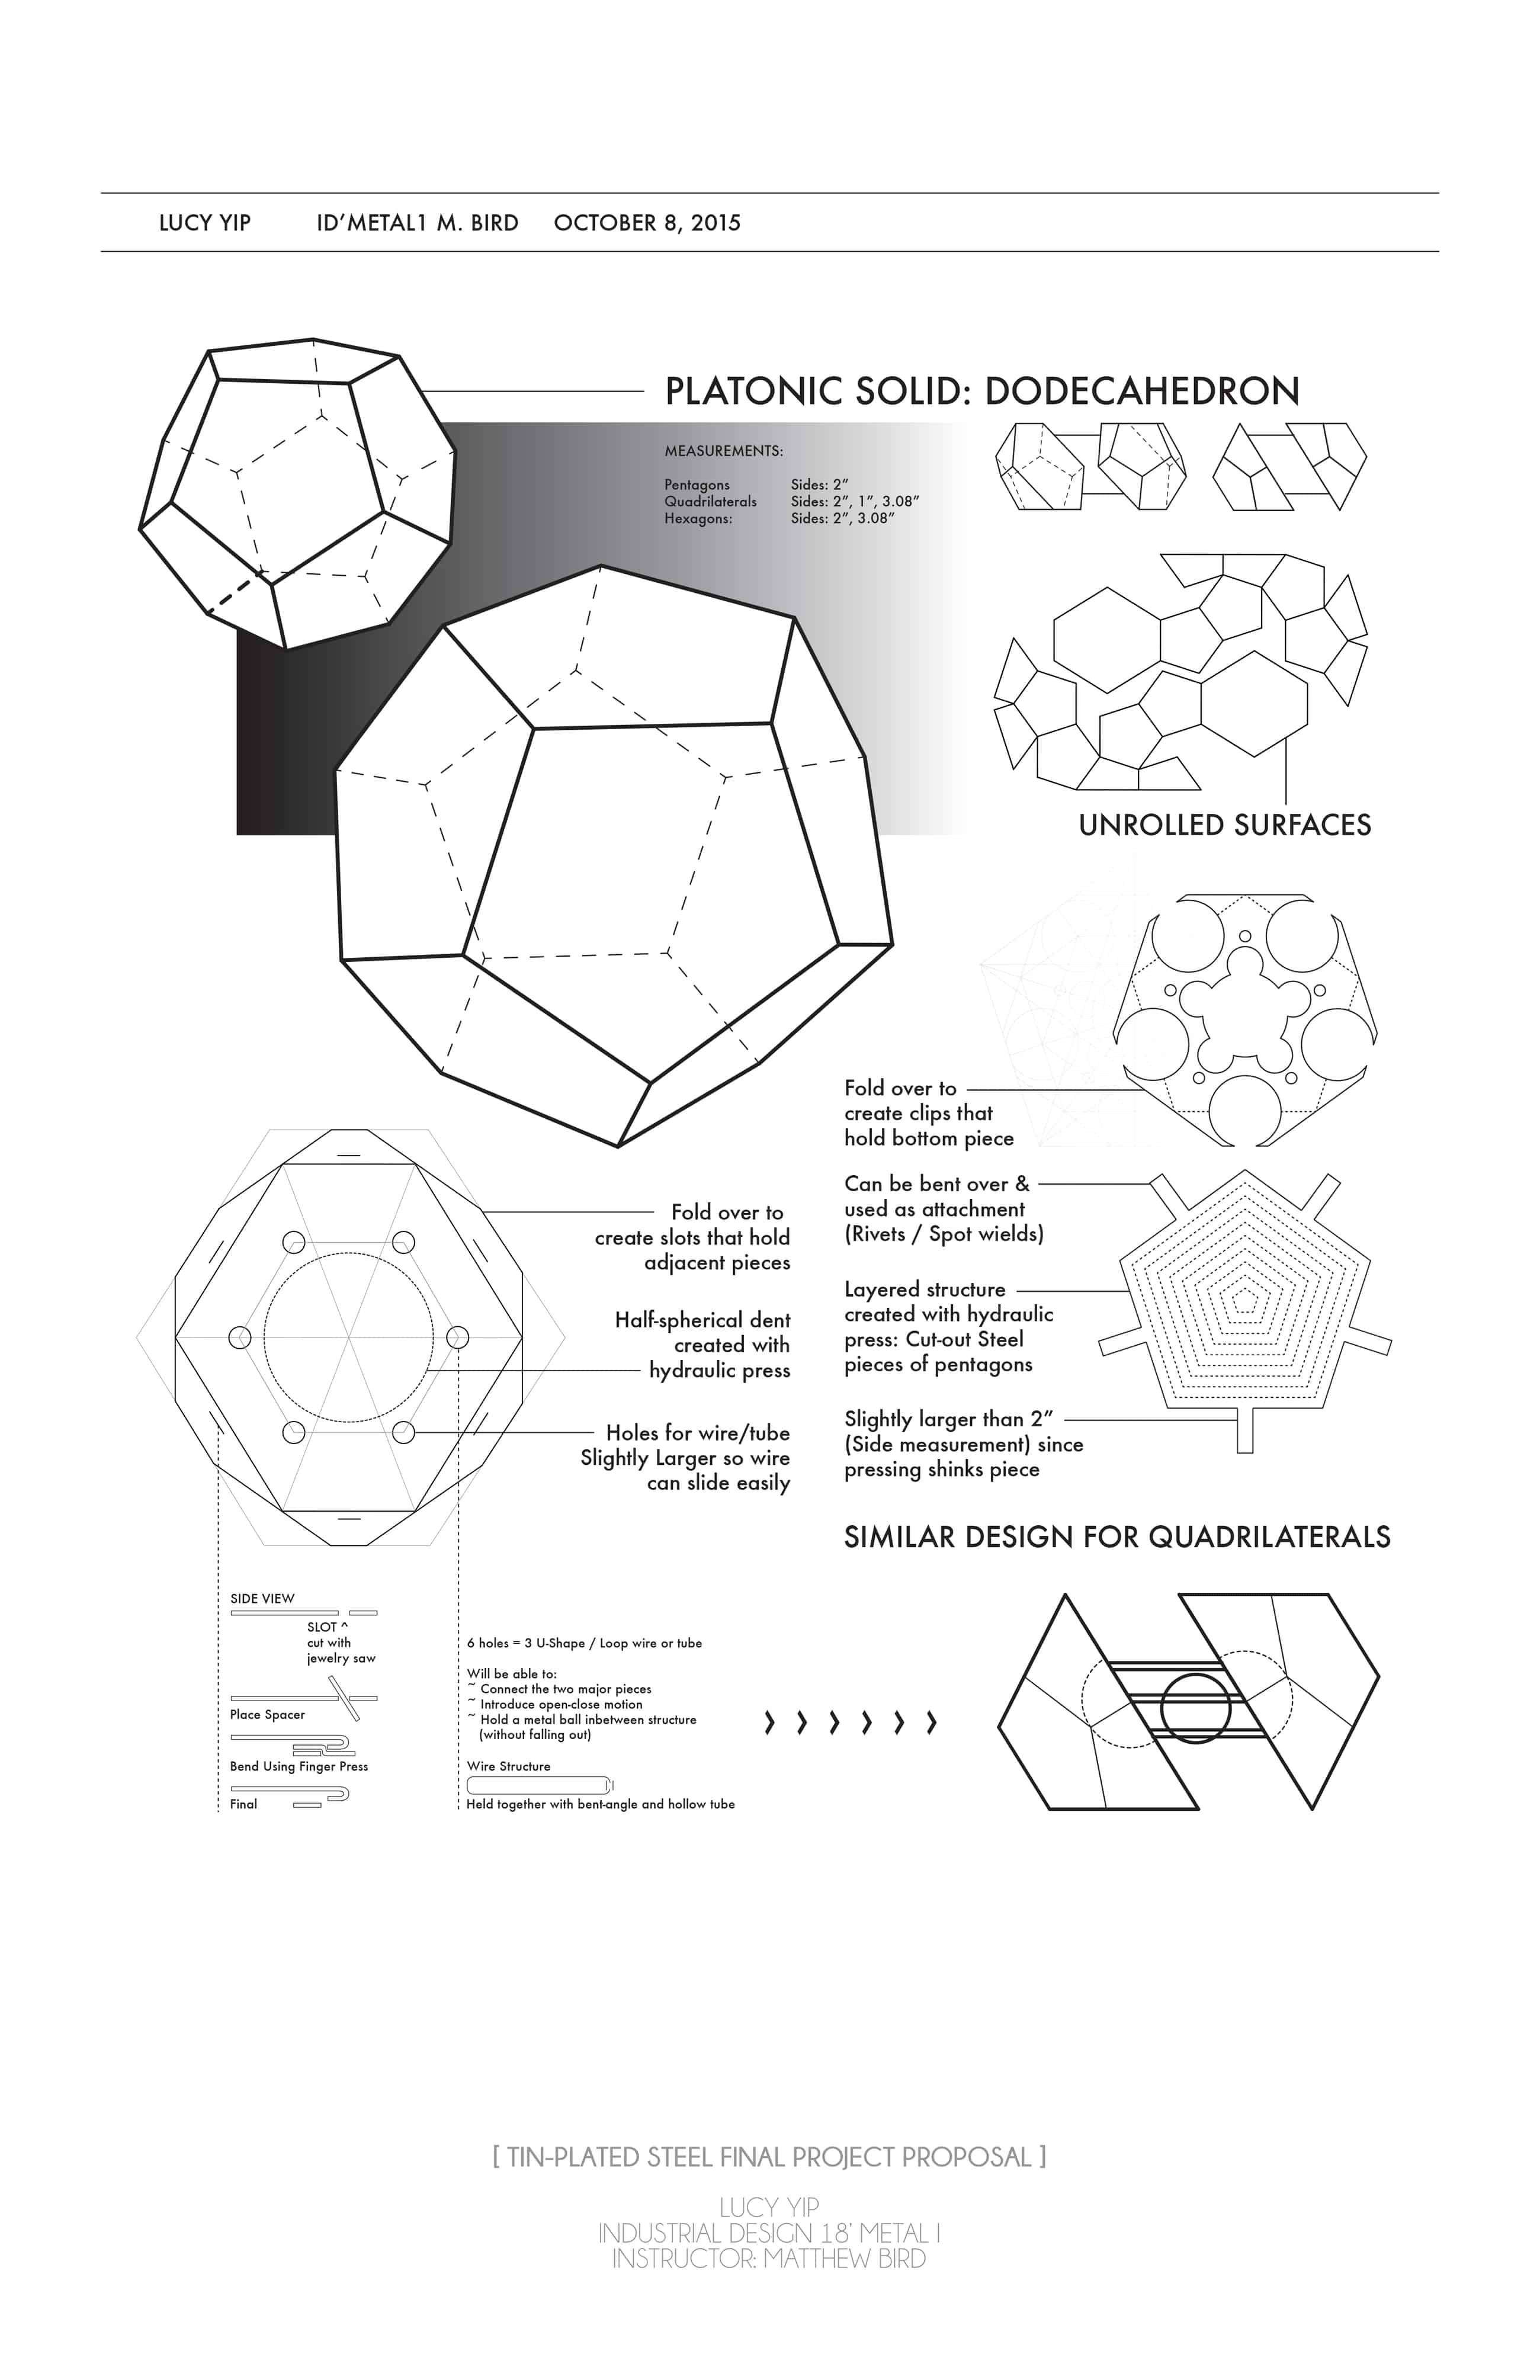 LUCY YIP ID'METAL1 M. BIRD OCTOBER 8, 2015
PLATONIC SOLID: DODECAHEDRON
MEASUREMENTS:
Pentagons Sides: 2″
Quadrilaterals Sides: 2″, 1″, 3.08″
Hexagons: Sides: 2″, 3.08″
UNROLLED SURFACES
Fold over to
create clips that
hold bottom piece
Can be bent over &
used as attachment
(Rivets / Spot wields)
Layered structure
created with hydraulic
press: Cut-out Steel
pieces of pentagons
Slightly larger than 2″
(Side measurement) since
pressing shinks piece
Fold over to
create slots that hold
adjacent pieces
Half-spherical dent
created with
hydraulic press
Holes for wire/tube
Slightly Larger so wire
can slide easily
SIMILAR DESIGN FOR QUADRILATERALS
SIDE VIEW
SLOT ^
cut with
jewelry saw
Place Spacer
Bend Using Finger Press
Final
6 holes = 3 U-Shape / Loop wire or tube
Will be able to:
~ Connect the two major pieces
~ Introduce open-close motion
~ Hold a metal ball inbetween structure
(without falling out)
Wire Structure
Held together with bent-angle and hollow tube
[ TIN-PLATED STEEL FINAL PROJECT PROPOSAL ]
LUCY YIP
INDUSTRIAL DESIGN 18' METAL I
INSTRUCTOR: MATTHEW BIRD